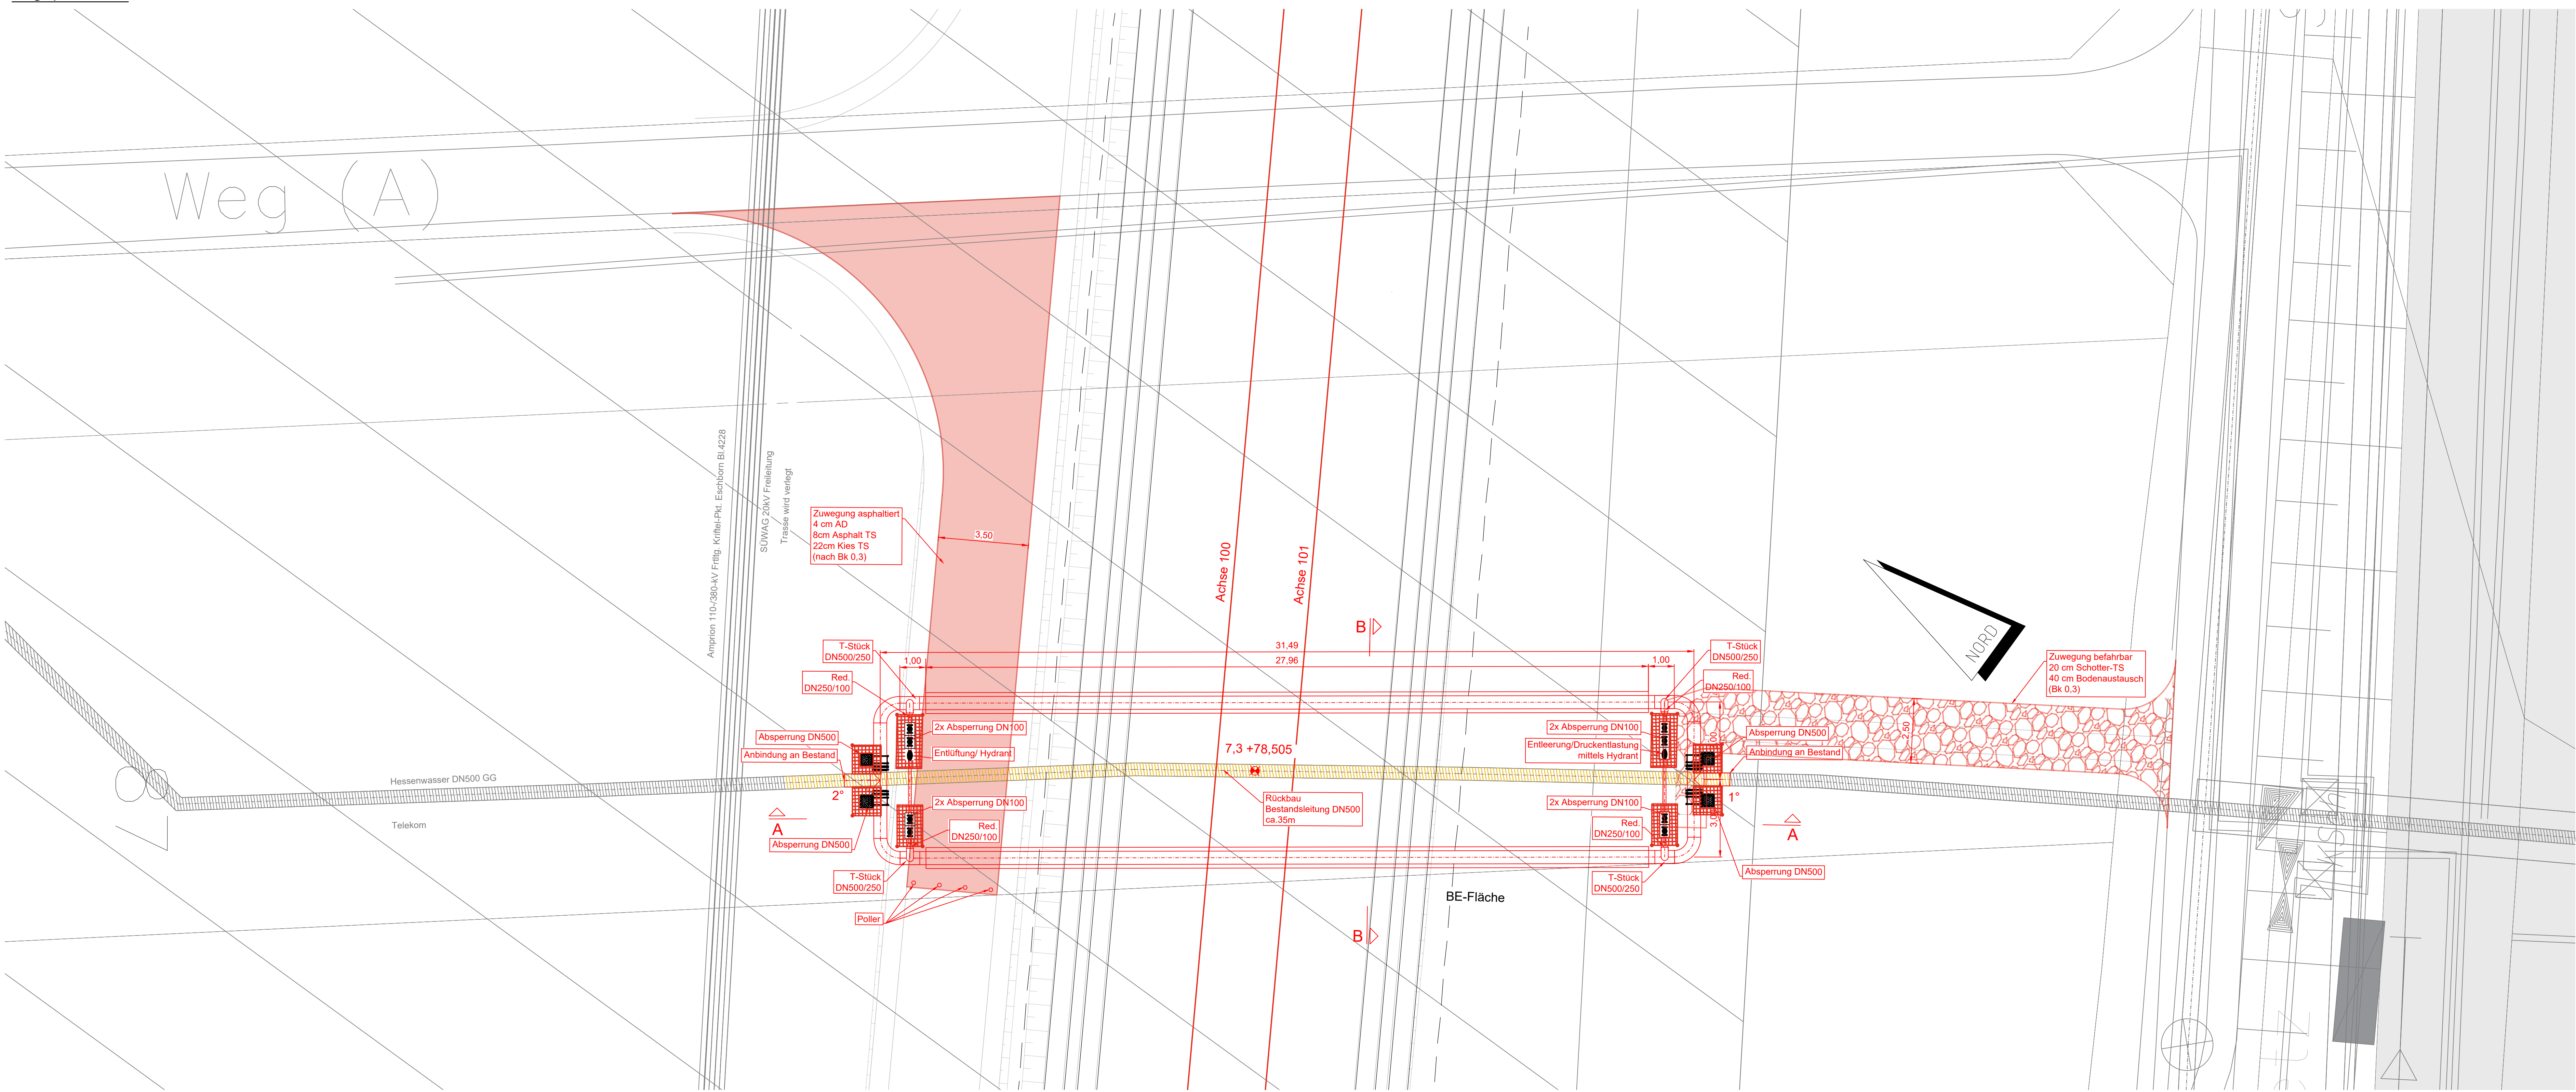 Weg (A)
Amprion 110-/380-kV Frltg. Kriftel-Pkt. Eschborn Bl.4228
SÜWAG 20kV Freileitung
Trasse wird verlegt
Zuwegung asphaltiert
4 cm AD
8cm Asphalt TS
22cm Kies TS
(nach Bk 0,3)
3,50
Achse 100
Achse 101
NORD
B
31,49
27,96
1,00
1,00
T-Stück
DN500/250
Red.
DN250/100
T-Stück
DN500/250
Red.
DN250/100
Zuwegung befahrbar
20 cm Schotter-TS
40 cm Bodenaustausch
(Bk 0,3)
2,50
2x Absperrung DN100
Entlüftung/ Hydrant
Absperrung DN500
Anbindung an Bestand
2x Absperrung DN100
Entleerung/Druckentlastung
mittels Hydrant
Absperrung DN500
Anbindung an Bestand
7,3 +78,505
Hessenwasser DN500 GG
Telekom
2°
1°
A
A
Absperrung DN500
2x Absperrung DN100
Red.
DN250/100
Rückbau
Bestandsleitung DN500
ca.35m
2x Absperrung DN100
Red.
DN250/100
T-Stück
DN500/250
T-Stück
DN500/250
Absperrung DN500
Poller
BE-Fläche
B